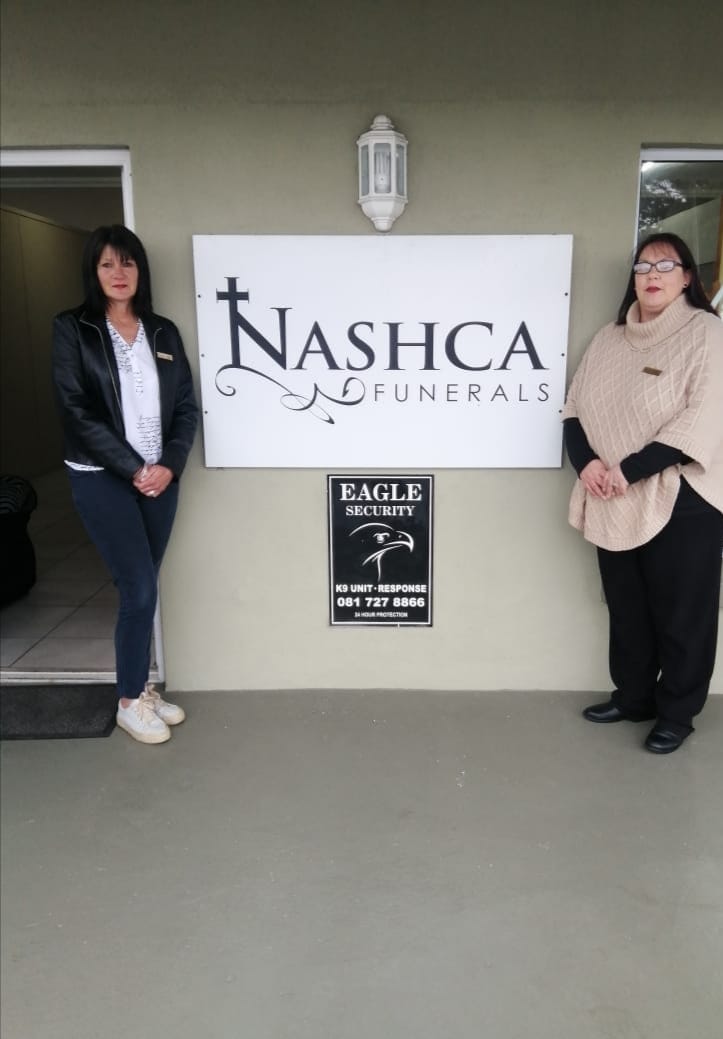 NASHCA
FUNERALS
EAGLE
SECURITY
K9 UNIT • RESPONSE
081 727 8866
24 HOUR PROTECTION